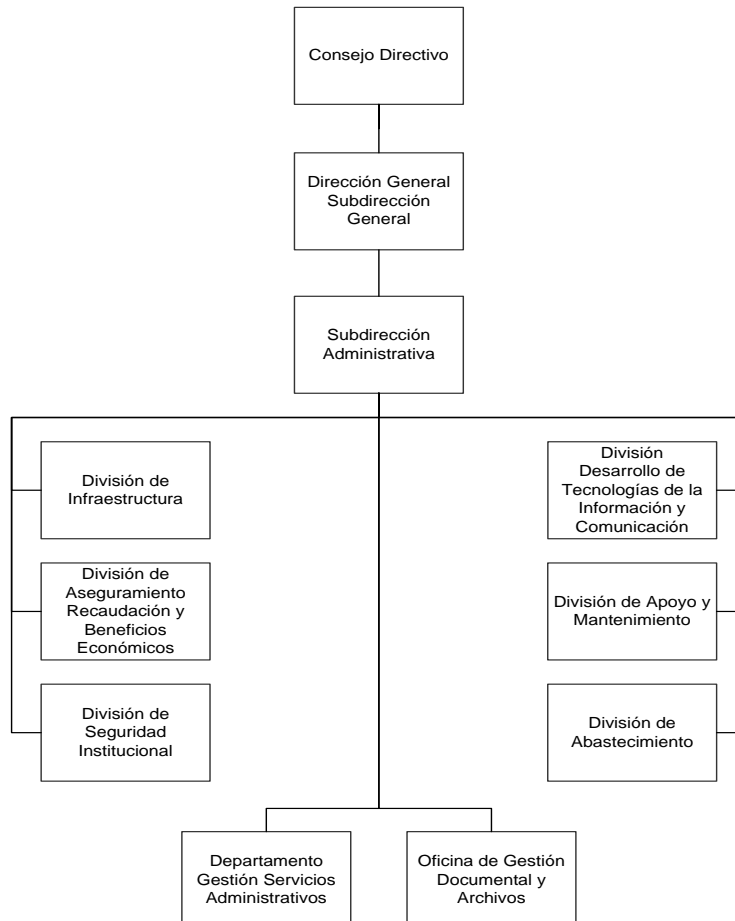 Consejo Directivo
Dirección General
Subdirección
General
Subdirección
Administrativa
División de
Infraestructura
División
Desarrollo de
Tecnologías de la
Información y
Comunicación
División de
Aseguramiento
Recaudación y
Beneficios
Económicos
División de Apoyo y
Mantenimiento
División de
Seguridad
Institucional
División de
Abastecimiento
Departamento
Gestión Servicios
Administrativos
Oficina de Gestión
Documental y
Archivos